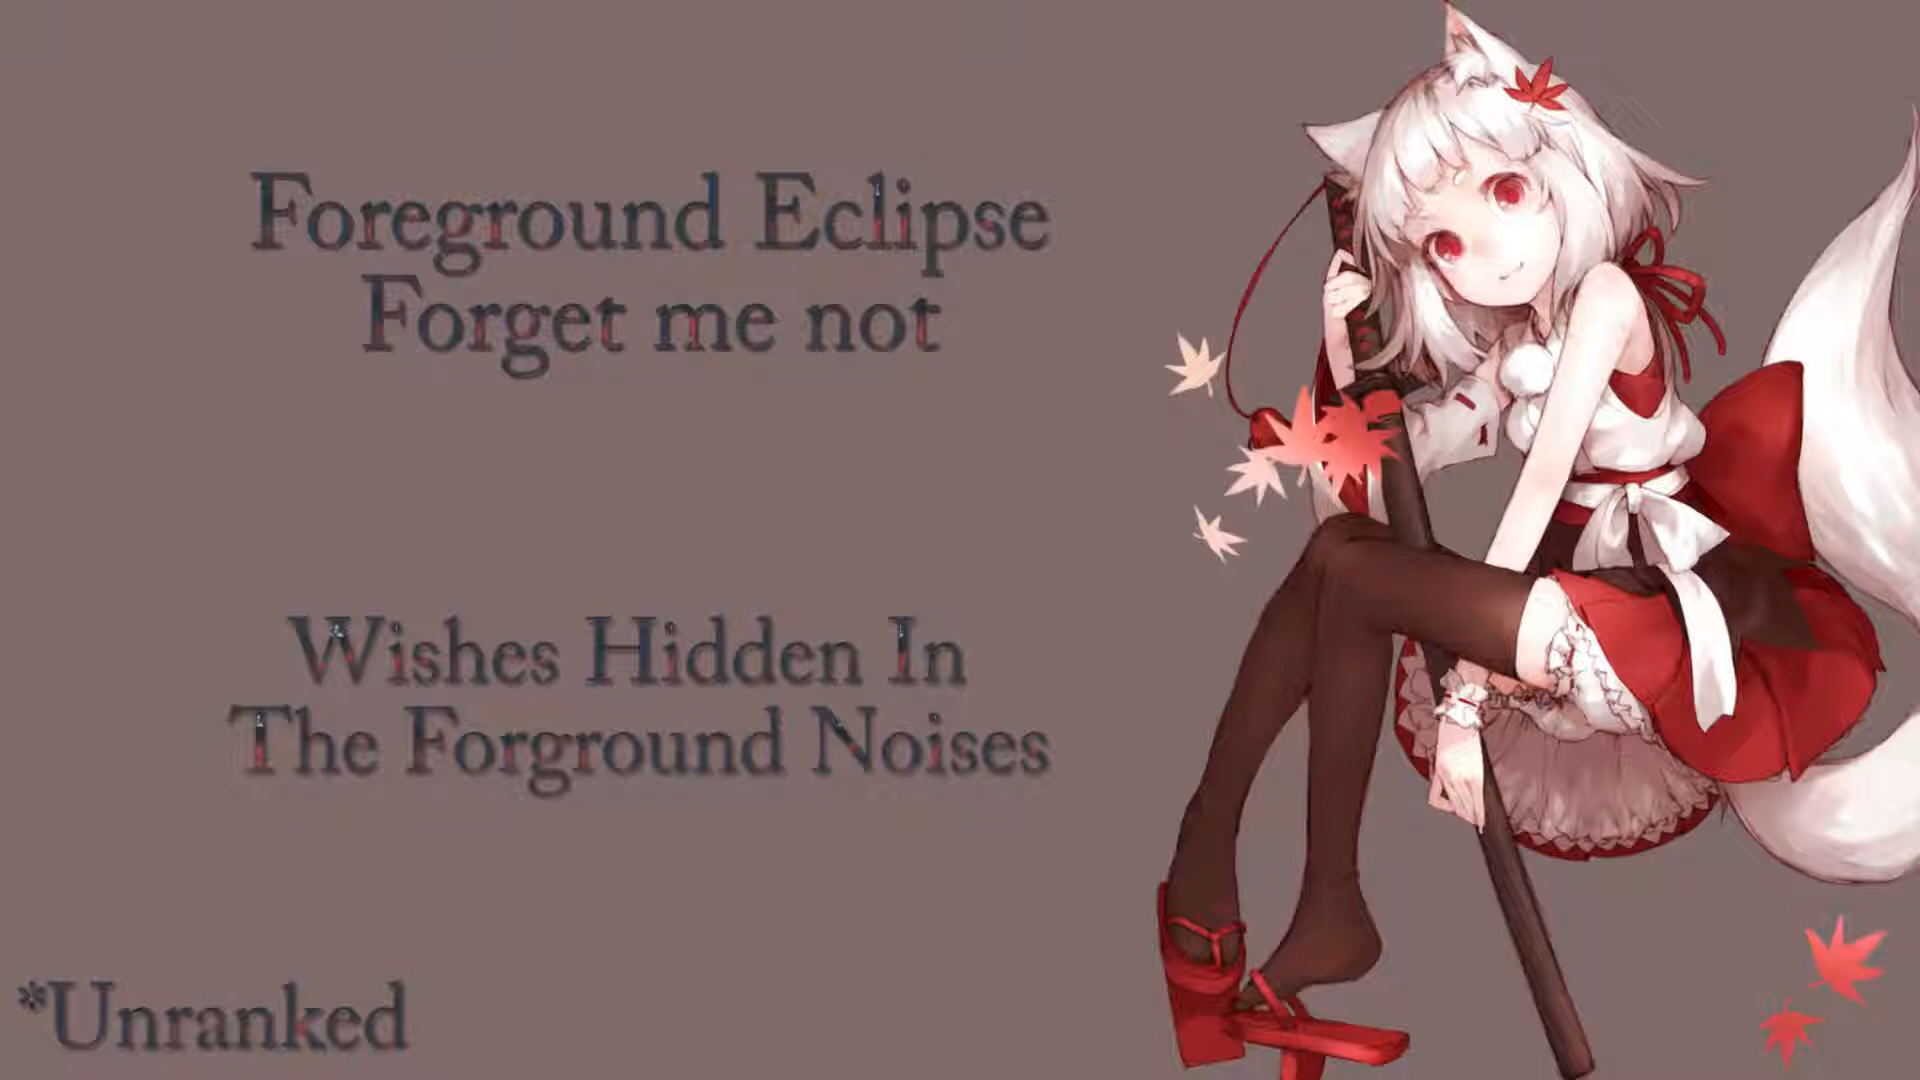 Foreground Eclipse
Forget me not
Wishes Hidden In
The Forground Noises
*Unranked